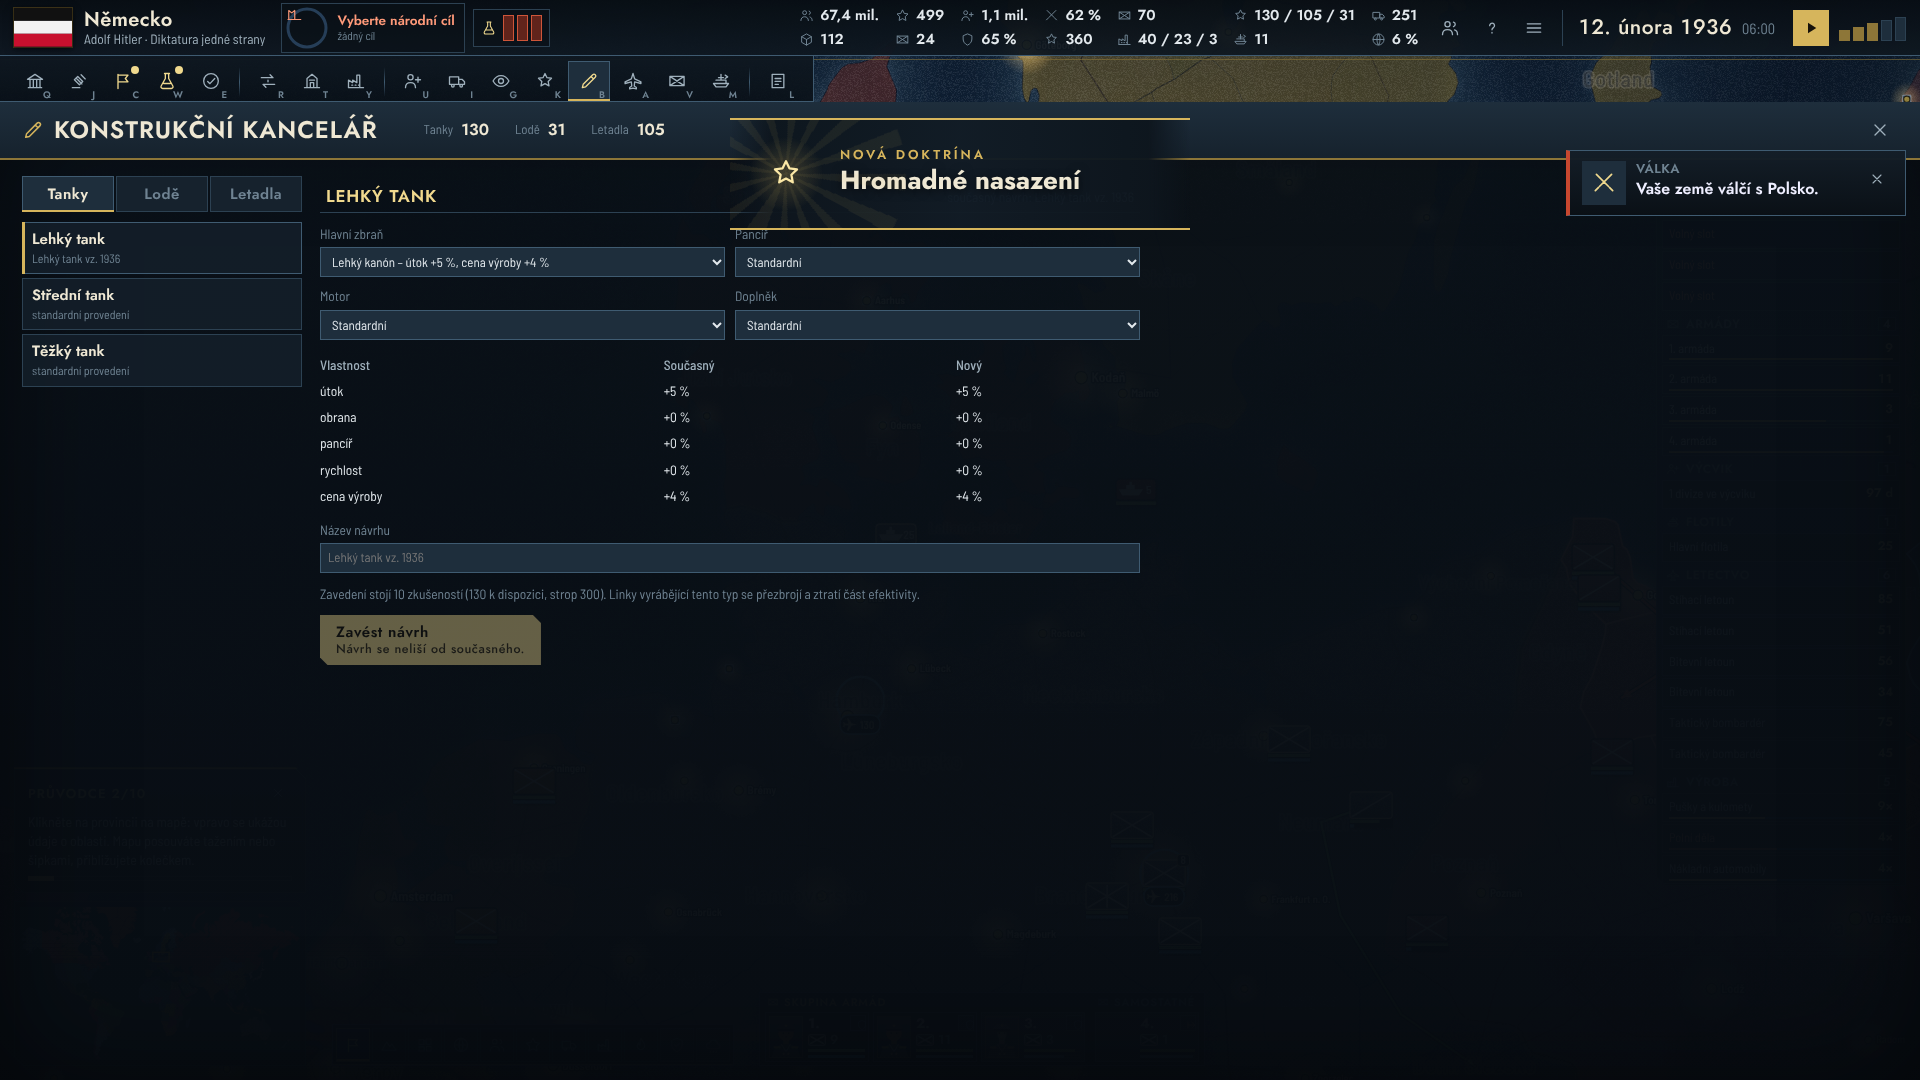 Německo
Adolf Hitler · Diktatura jedné strany
Vyberte národní cíl
žádný cíl
67,4 mil. 499 1,1 mil. 62 % 70 130 / 105 / 31 251
112 24 65 % 360 40 / 23 / 3 11 6 %
?
12. února 1936 06:00
Q J C W E R T Y U I G K B A V M L
Gotland
KONSTRUKČNÍ KANCELÁŘ
Tanky 130 Lodě 31 Letadla 105
NOVÁ DOKTRÍNA
Hromadné nasazení
VÁLKA
Vaše země válčí s Polsko.
Tanky Lodě Letadla
Lehký tank
Lehký tank vz. 1936
Střední tank
standardní provedení
Těžký tank
standardní provedení
LEHKÝ TANK
Hlavní zbraň Pancíř
Lehký kanón – útok +5 %, cena výroby +4 % Standardní
Motor Doplněk
Standardní Standardní
Vlastnost Současný Nový
útok +5 % +5 %
obrana +0 % +0 %
pancíř +0 % +0 %
rychlost +0 % +0 %
cena výroby +4 % +4 %
Název návrhu
Lehký tank vz. 1936
Zavedení stojí 10 zkušeností (130 k dispozici, strop 300). Linky vyrábějící tento typ se přezbrojí a ztratí část efektivity.
Zavést návrh
Návrh se neliší od současného.
PRŮVODCE 2/10